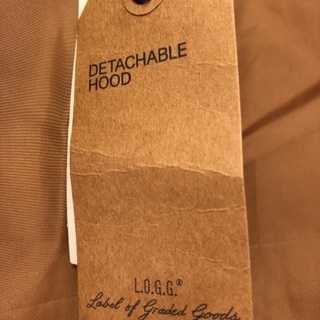 DETACHABLE
HOOD
L.O.G.G.®
Label of Graded Goods